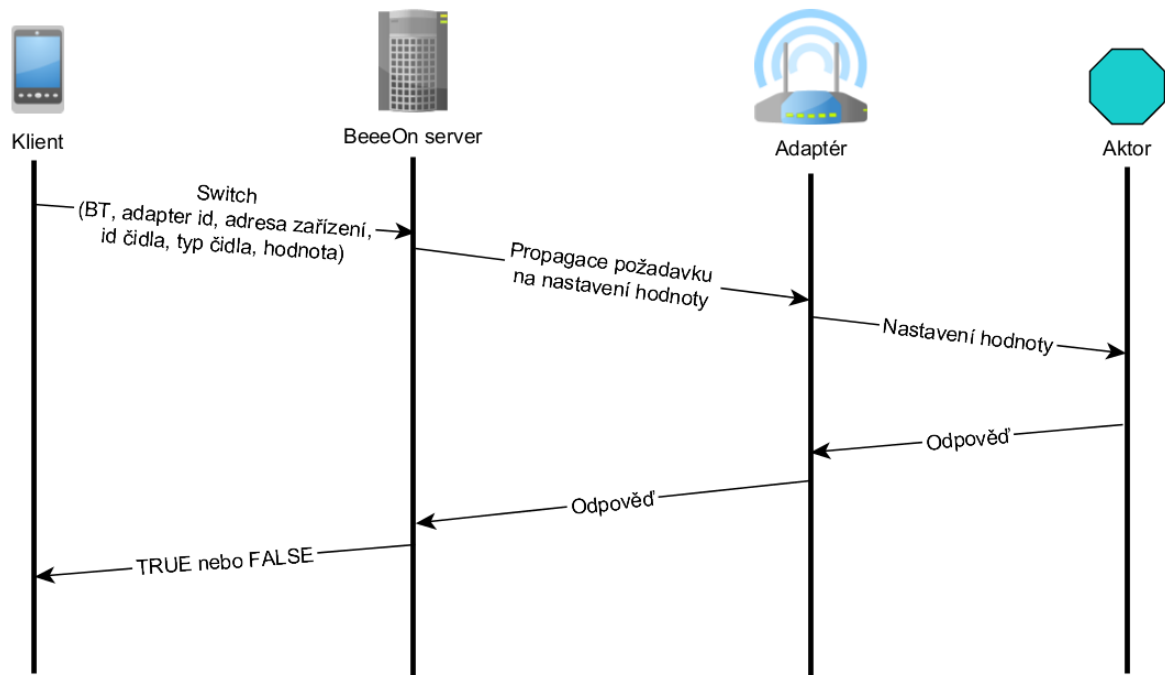 Klient
BeeeOn server
Adaptér
Aktor
Switch
(BT, adapter id, adresa zařízení,
id čidla, typ čidla, hodnota)
Propagace požadavku
na nastavení hodnoty
Nastavení hodnoty
Odpověď
Odpověď
TRUE nebo FALSE